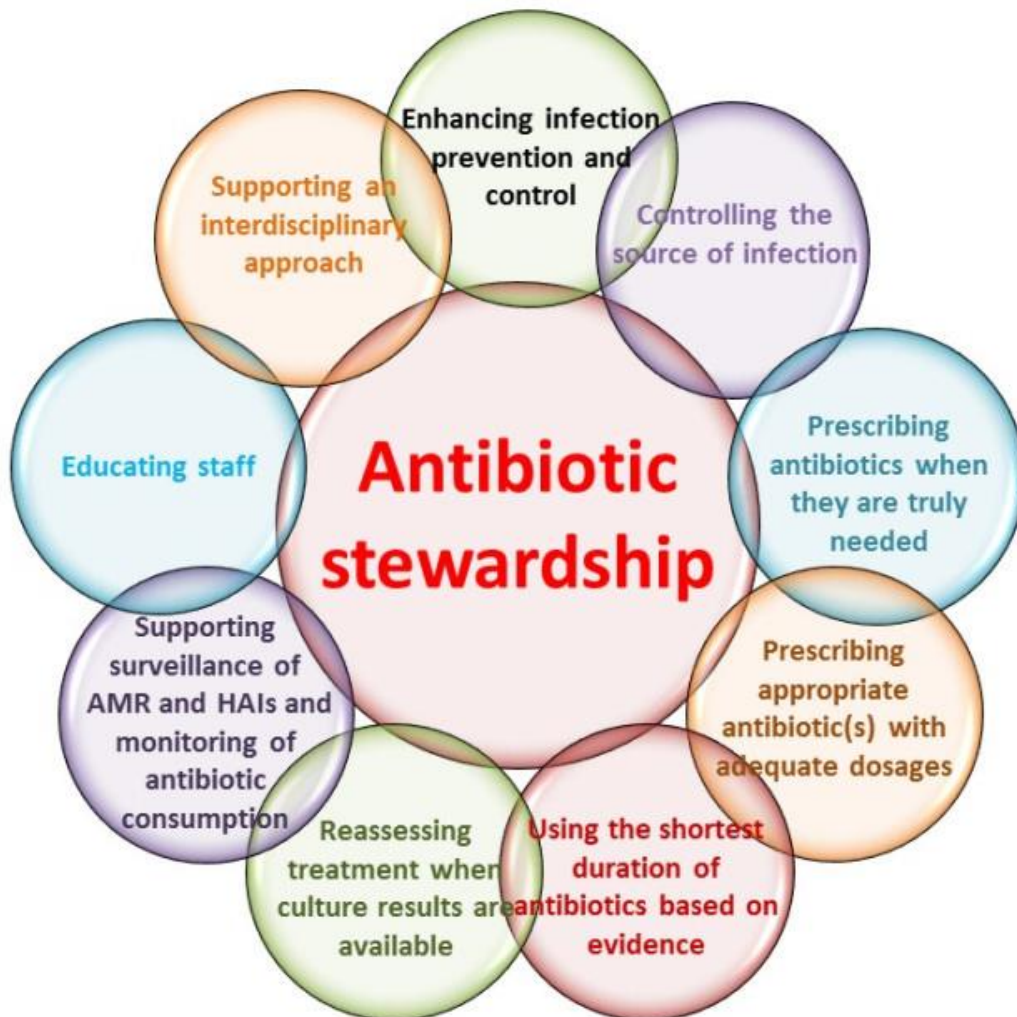 Enhancing infection
prevention and
control
Controlling the
source of infection
Prescribing
antibiotics when
they are truly
needed
Prescribing
appropriate
antibiotic(s) with
adequate dosages
Using the shortest
duration of
antibiotics based on
evidence
Reassessing
treatment when
culture results are
available
Supporting
surveillance of
AMR and HAIs and
monitoring of
antibiotic
consumption
Educating staff
Supporting an
interdisciplinary
approach
Antibiotic
stewardship